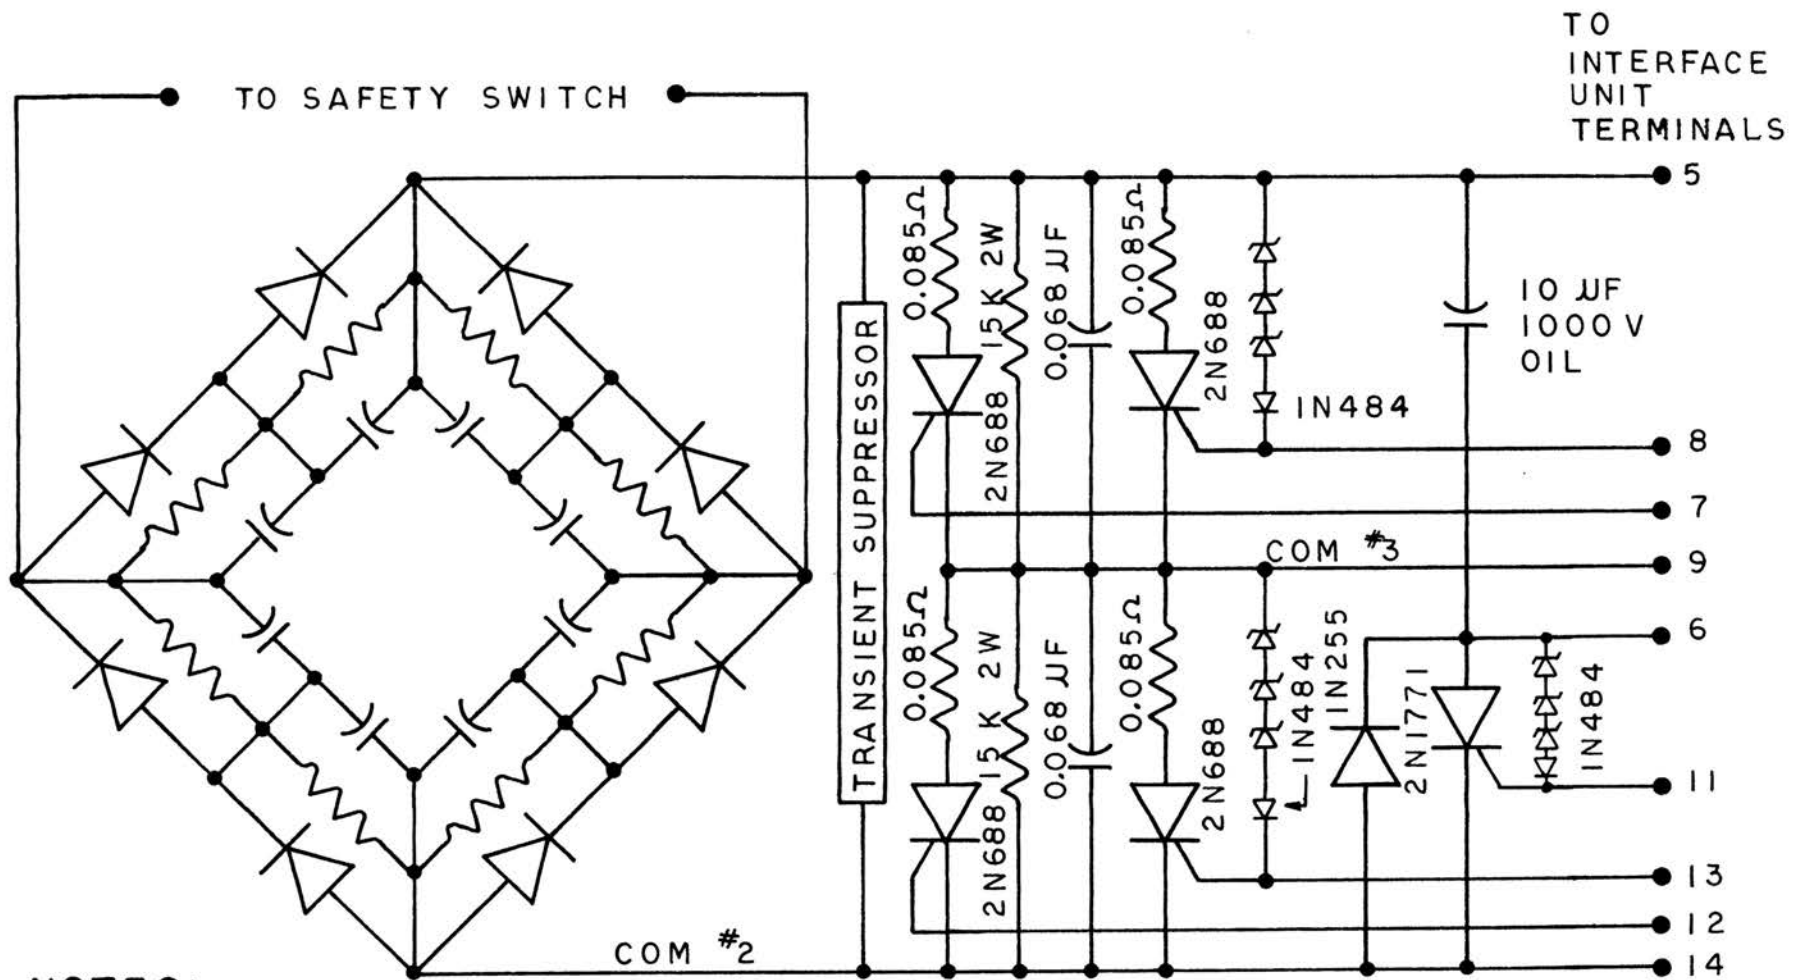 TO
INTERFACE
UNIT
TERMINALS
TO SAFETY SWITCH
5
0.085Ω
15K 2W
0.068 µF
0.085Ω
2N688
10 µF
1000 V
OIL
TRANSIENT SUPPRESSOR
2N688
1N484
8
7
COM #3
9
0.085Ω
15K 2W
0.068 µF
0.085Ω
1N484
1N255
6
2N1771
1N484
2N688
2N688
11
13
12
COM #2
14